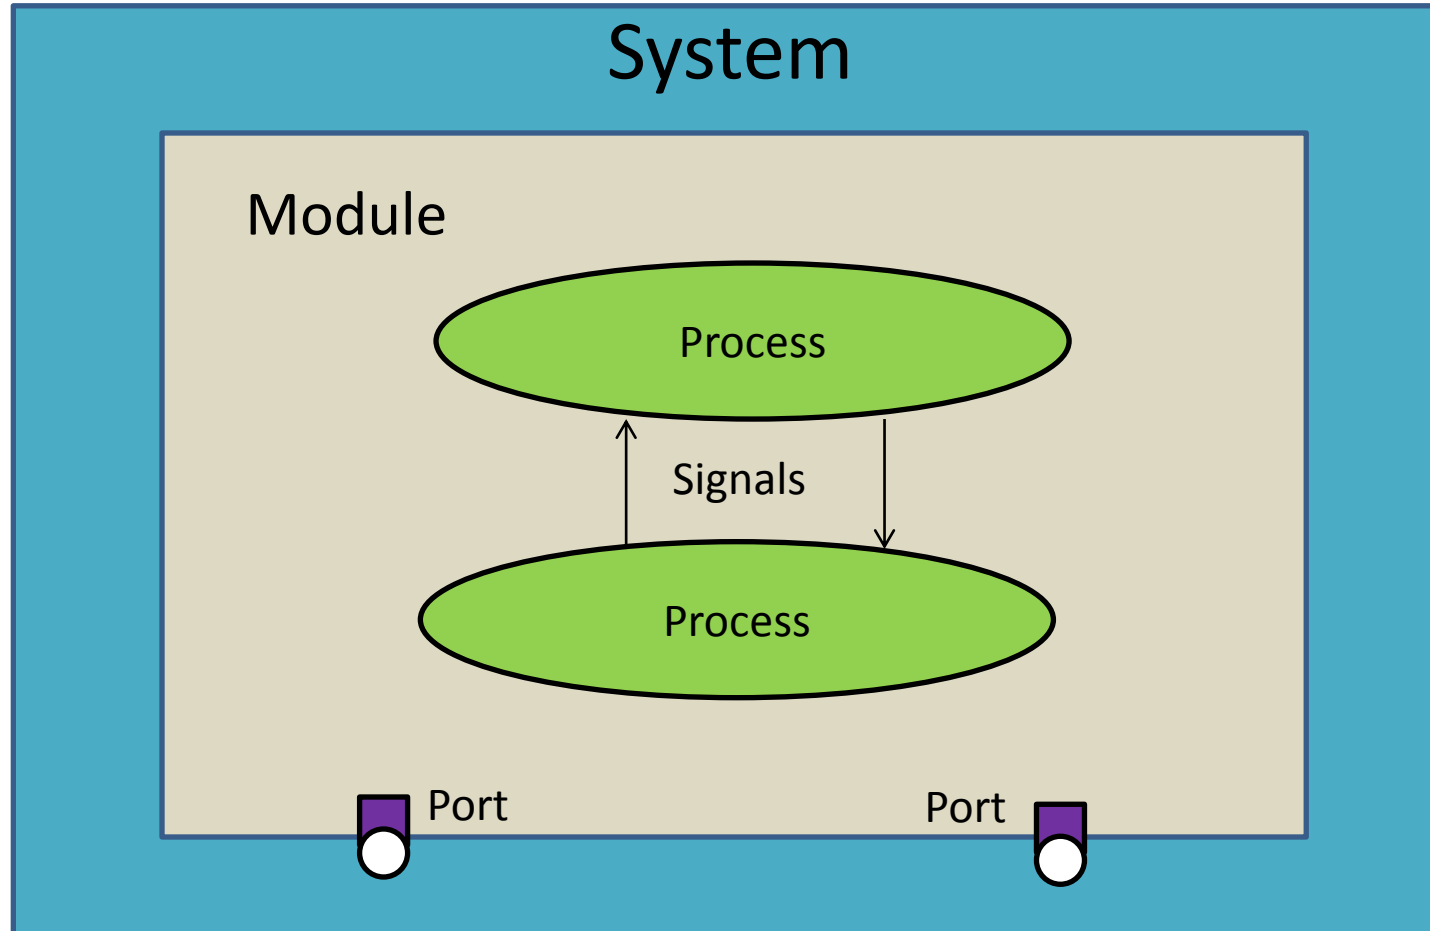 System
Module
Process
Signals
Process
Port
Port